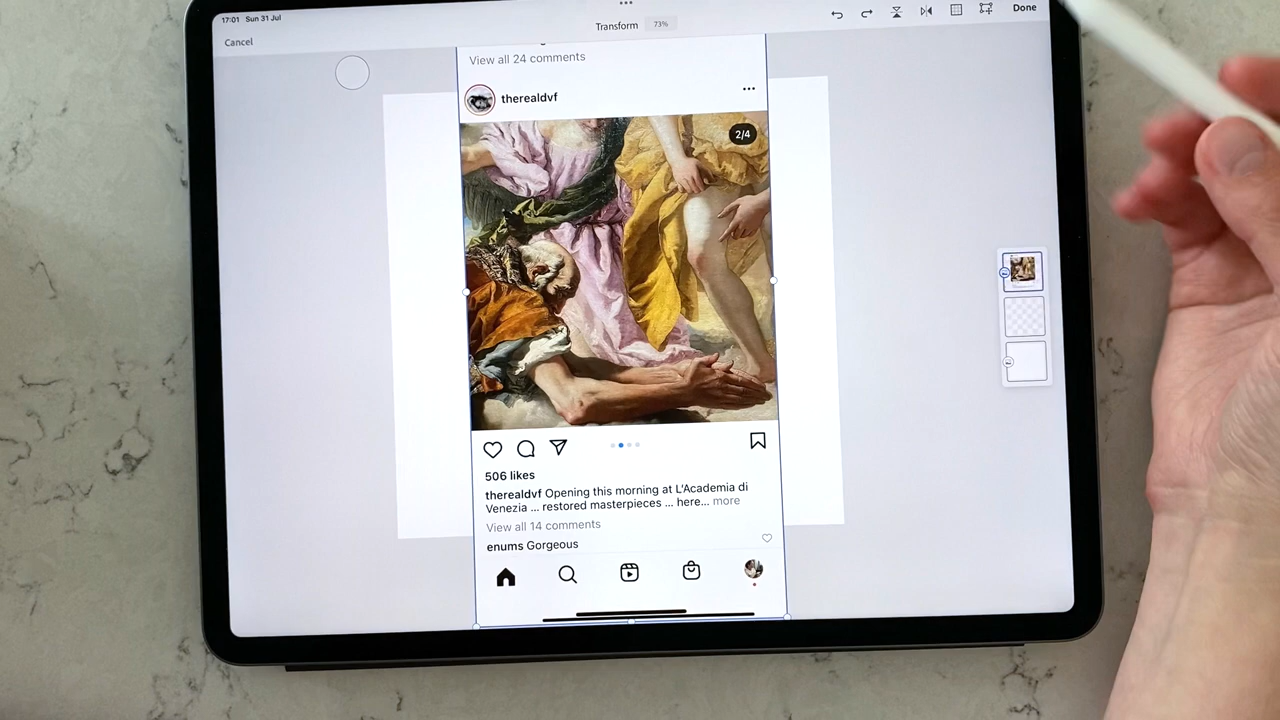 17:01 Sun 31 Jul
Transform 73%
Done
Cancel
View all 24 comments
therealdvf
2/4
506 likes
therealdvf Opening this morning at L'Academia di
Venezia ... restored masterpieces ... here... more
View all 14 comments
enums Gorgeous